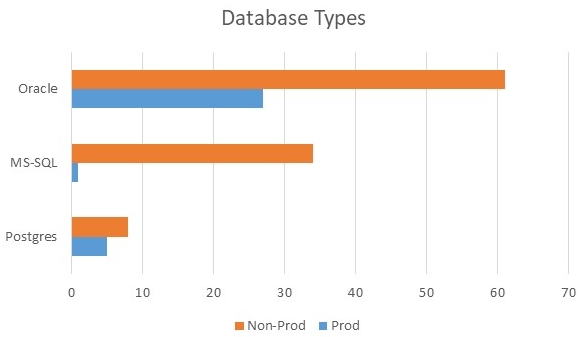 Database Types
Oracle
MS-SQL
Postgres
0 10 20 30 40 50 60 70
Non-Prod Prod